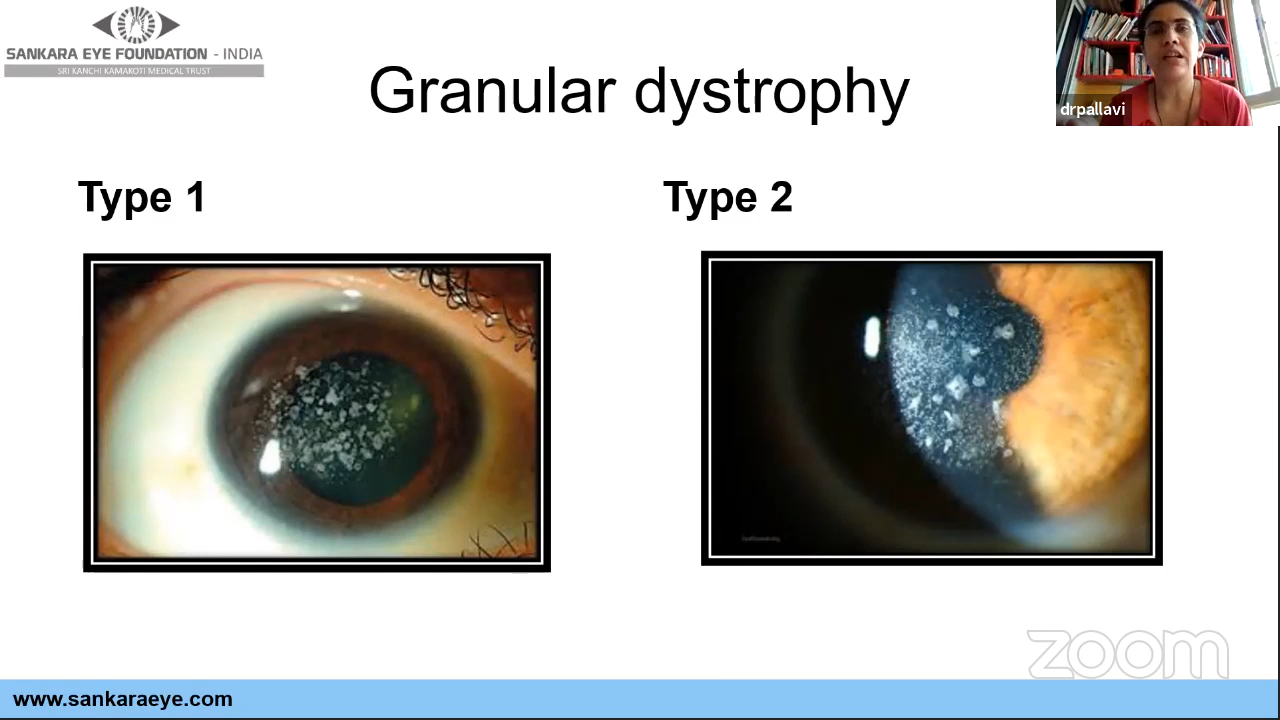 SANKARA EYE FOUNDATION - INDIA
SRI KANCHI KAMAKOTI MEDICAL TRUST
Granular dystrophy
drpallavi
Type 1
Type 2
zoom
www.sankaraeye.com